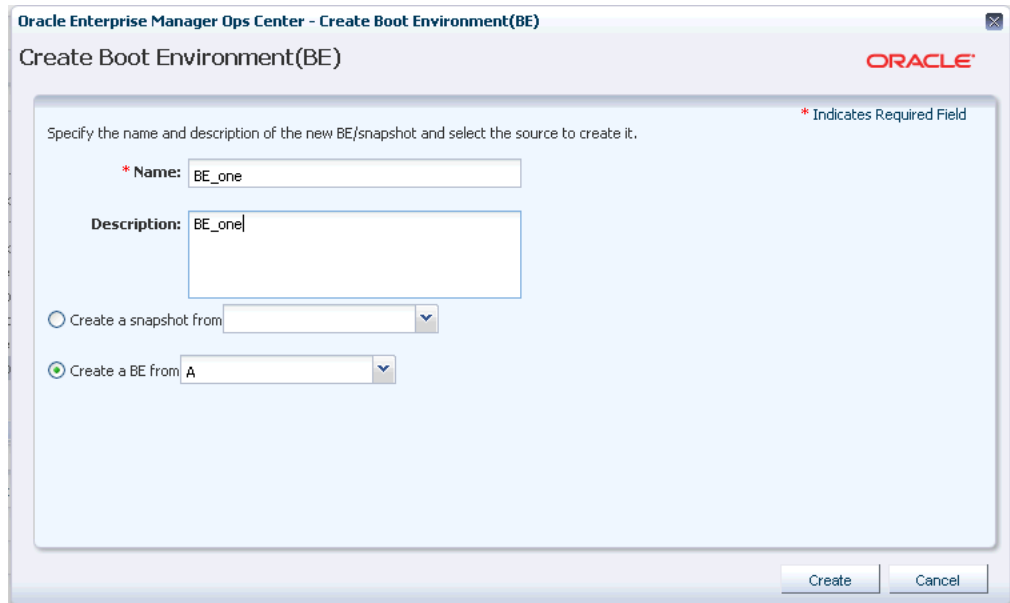 Oracle Enterprise Manager Ops Center - Create Boot Environment(BE)
Create Boot Environment(BE)
ORACLE
* Indicates Required Field
Specify the name and description of the new BE/snapshot and select the source to create it.
* Name: BE_one
Description: BE_one
Create a snapshot from
Create a BE from A
Create Cancel